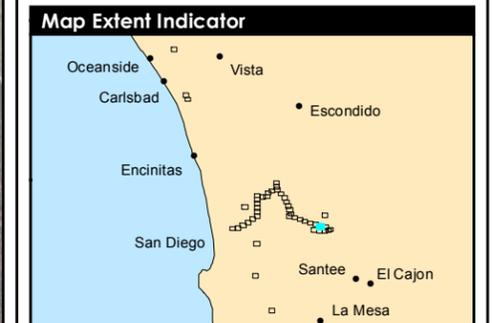 Map Extent Indicator
Oceanside
Vista
Carlsbad
Escondido
Encinitas
San Diego
Santee
El Cajon
La Mesa